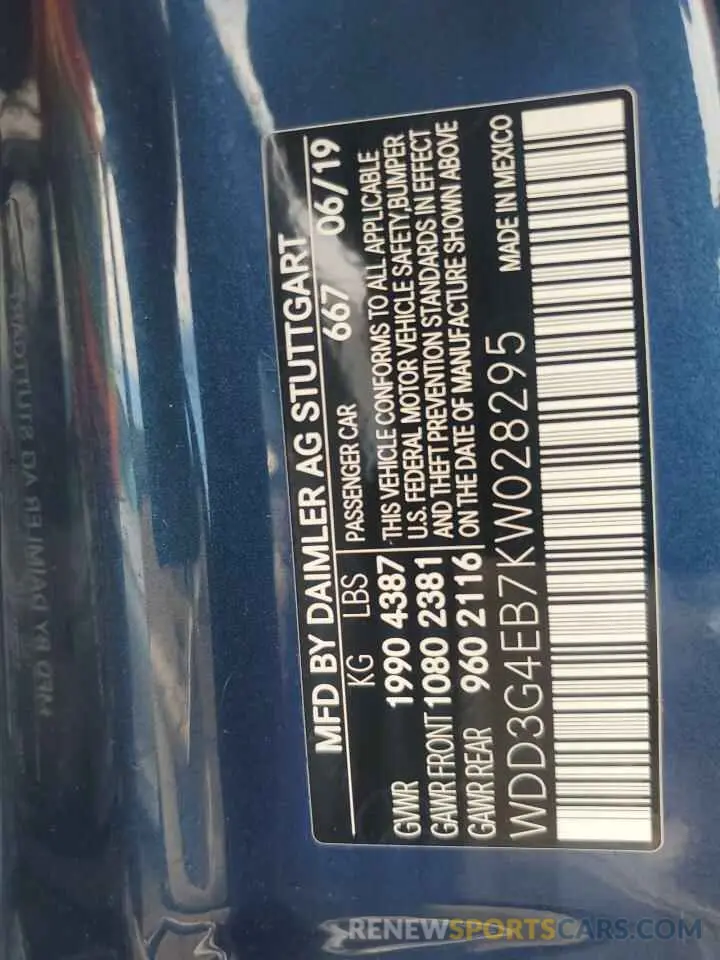 MFD BY DAIMLER AG STUTTGART
KG LBS PASSENGER CAR 667 06/19
GVWR 1990 4387
GAWR FRONT 1080 2381
GAWR REAR 960 2116
THIS VEHICLE CONFORMS TO ALL APPLICABLE
U.S. FEDERAL MOTOR VEHICLE SAFETY,BUMPER
AND THEFT PREVENTION STANDARDS IN EFFECT
ON THE DATE OF MANUFACTURE SHOWN ABOVE
WDD3G4EB7KW028295 MADE IN MEXICO
RENEWSPORTSCARS.COM